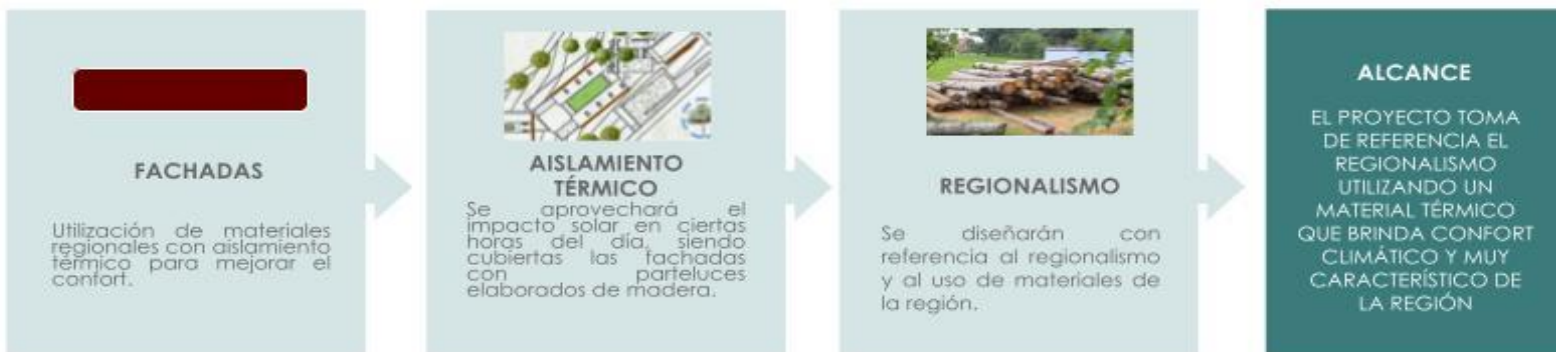 FACHADAS
Utilización de materiales
regionales con aislamiento
térmico para mejorar el
confort.
AISLAMIENTO
TÉRMICO
Se aprovechará el
impacto solar en ciertas
horas del día, siendo
cubiertas las fachadas
con parteluces
elaborados de madera.
REGIONALISMO
Se diseñarán con
referencia al regionalismo
y al uso de materiales de
la región.
ALCANCE
EL PROYECTO TOMA
DE REFERENCIA EL
REGIONALISMO
UTILIZANDO UN
MATERIAL TÉRMICO
QUE BRINDA CONFORT
CLIMÁTICO Y MUY
CARACTERÍSTICO DE
LA REGIÓN